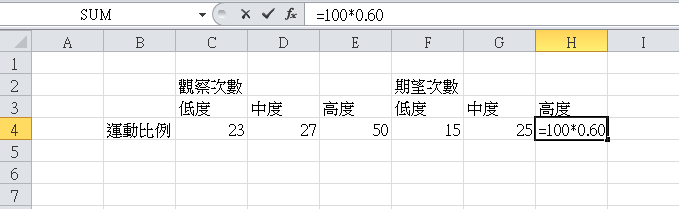 SUM fx =100*0.60
A B C D E F G H I
1
2 觀察次數 期望次數
3 低度 中度 高度 低度 中度 高度
4 運動比例 23 27 50 15 25 =100*0.60
5
6
7